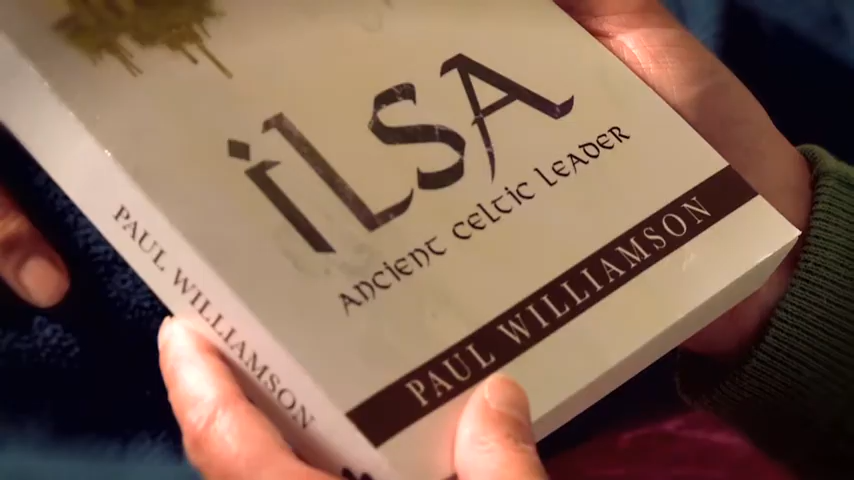 iLSA
ANCIENT CELTIC LEADER
PAUL WILLIAMSON
PAUL WILLIAMSON